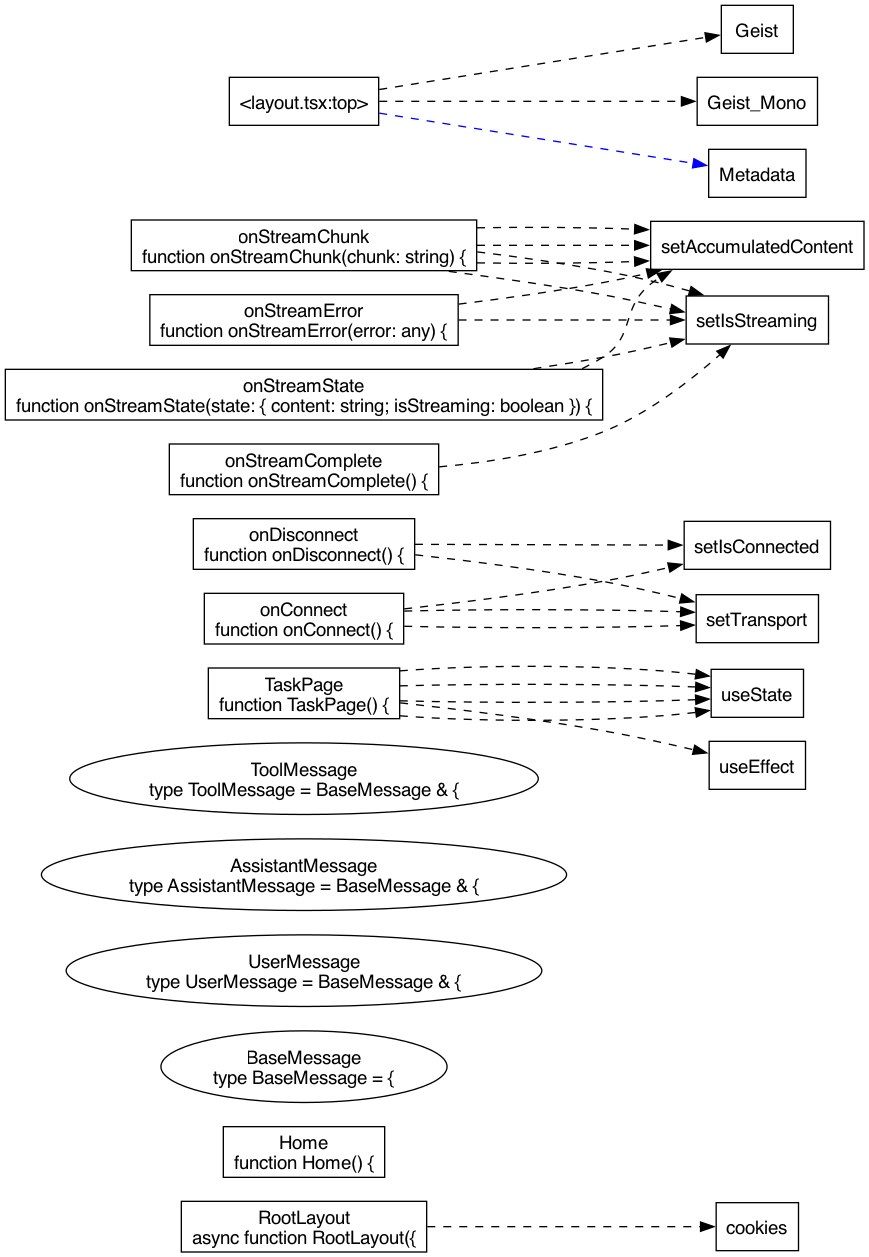 Geist
<layout.tsx:top>
Geist_Mono
Metadata
onStreamChunk
function onStreamChunk(chunk: string) {
setAccumulatedContent
onStreamError
function onStreamError(error: any) {
setIsStreaming
onStreamState
function onStreamState(state: { content: string; isStreaming: boolean }) {
onStreamComplete
function onStreamComplete() {
onDisconnect
function onDisconnect() {
setIsConnected
onConnect
function onConnect() {
setTransport
TaskPage
function TaskPage() {
useState
useEffect
ToolMessage
type ToolMessage = BaseMessage & {
AssistantMessage
type AssistantMessage = BaseMessage & {
UserMessage
type UserMessage = BaseMessage & {
BaseMessage
type BaseMessage = {
Home
function Home() {
RootLayout
async function RootLayout({
cookies